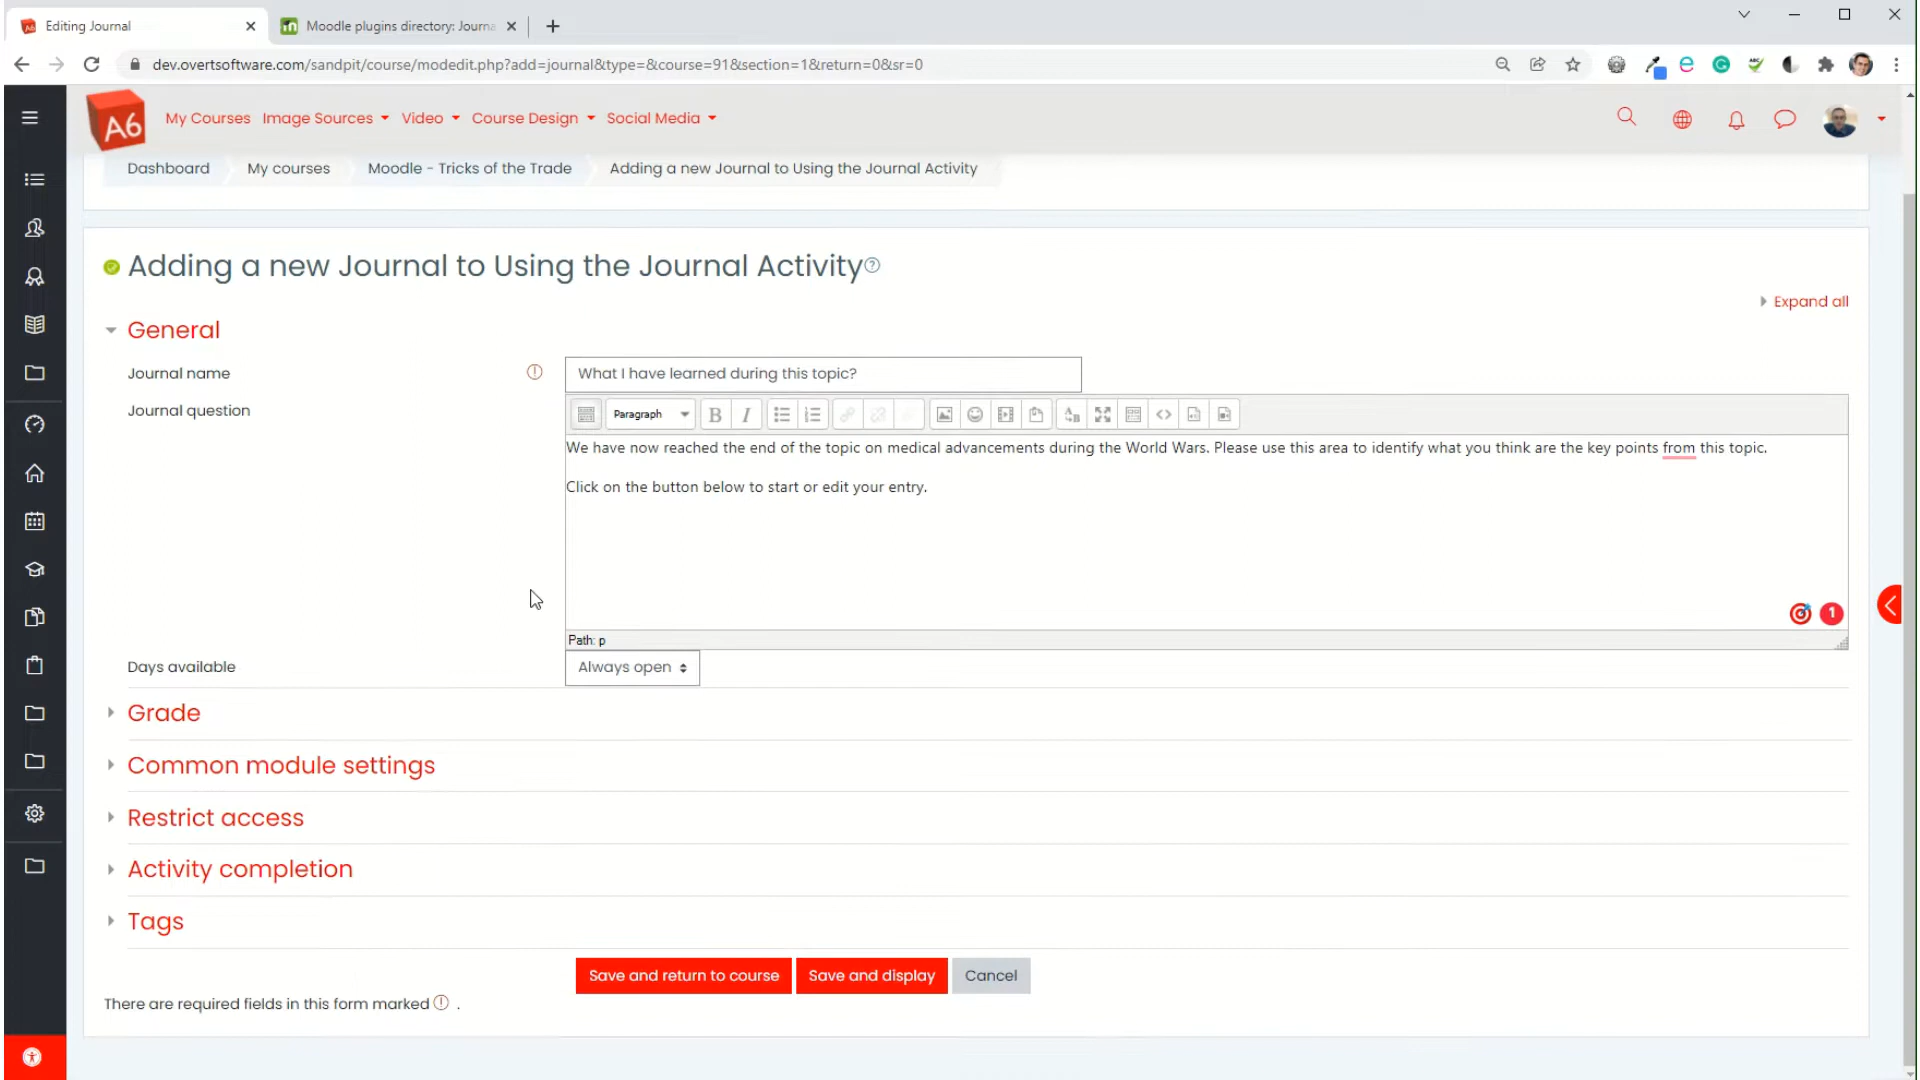 Editing Journal
Moodle plugins directory: Journa
dev.overtsoftware.com/sandpit/course/modedit.php?add=journal&type=&course=91&section=1&return=0&sr=0
A6
My Courses Image Sources Video Course Design Social Media
Dashboard My courses Moodle - Tricks of the Trade Adding a new Journal to Using the Journal Activity
Adding a new Journal to Using the Journal Activity
Expand all
General
Journal name
What I have learned during this topic?
Journal question
Paragraph
We have now reached the end of the topic on medical advancements during the World Wars. Please use this area to identify what you think are the key points from this topic.
Click on the button below to start or edit your entry.
1
Path: p
Days available
Always open
Grade
Common module settings
Restrict access
Activity completion
Tags
Save and return to course Save and display Cancel
There are required fields in this form marked .